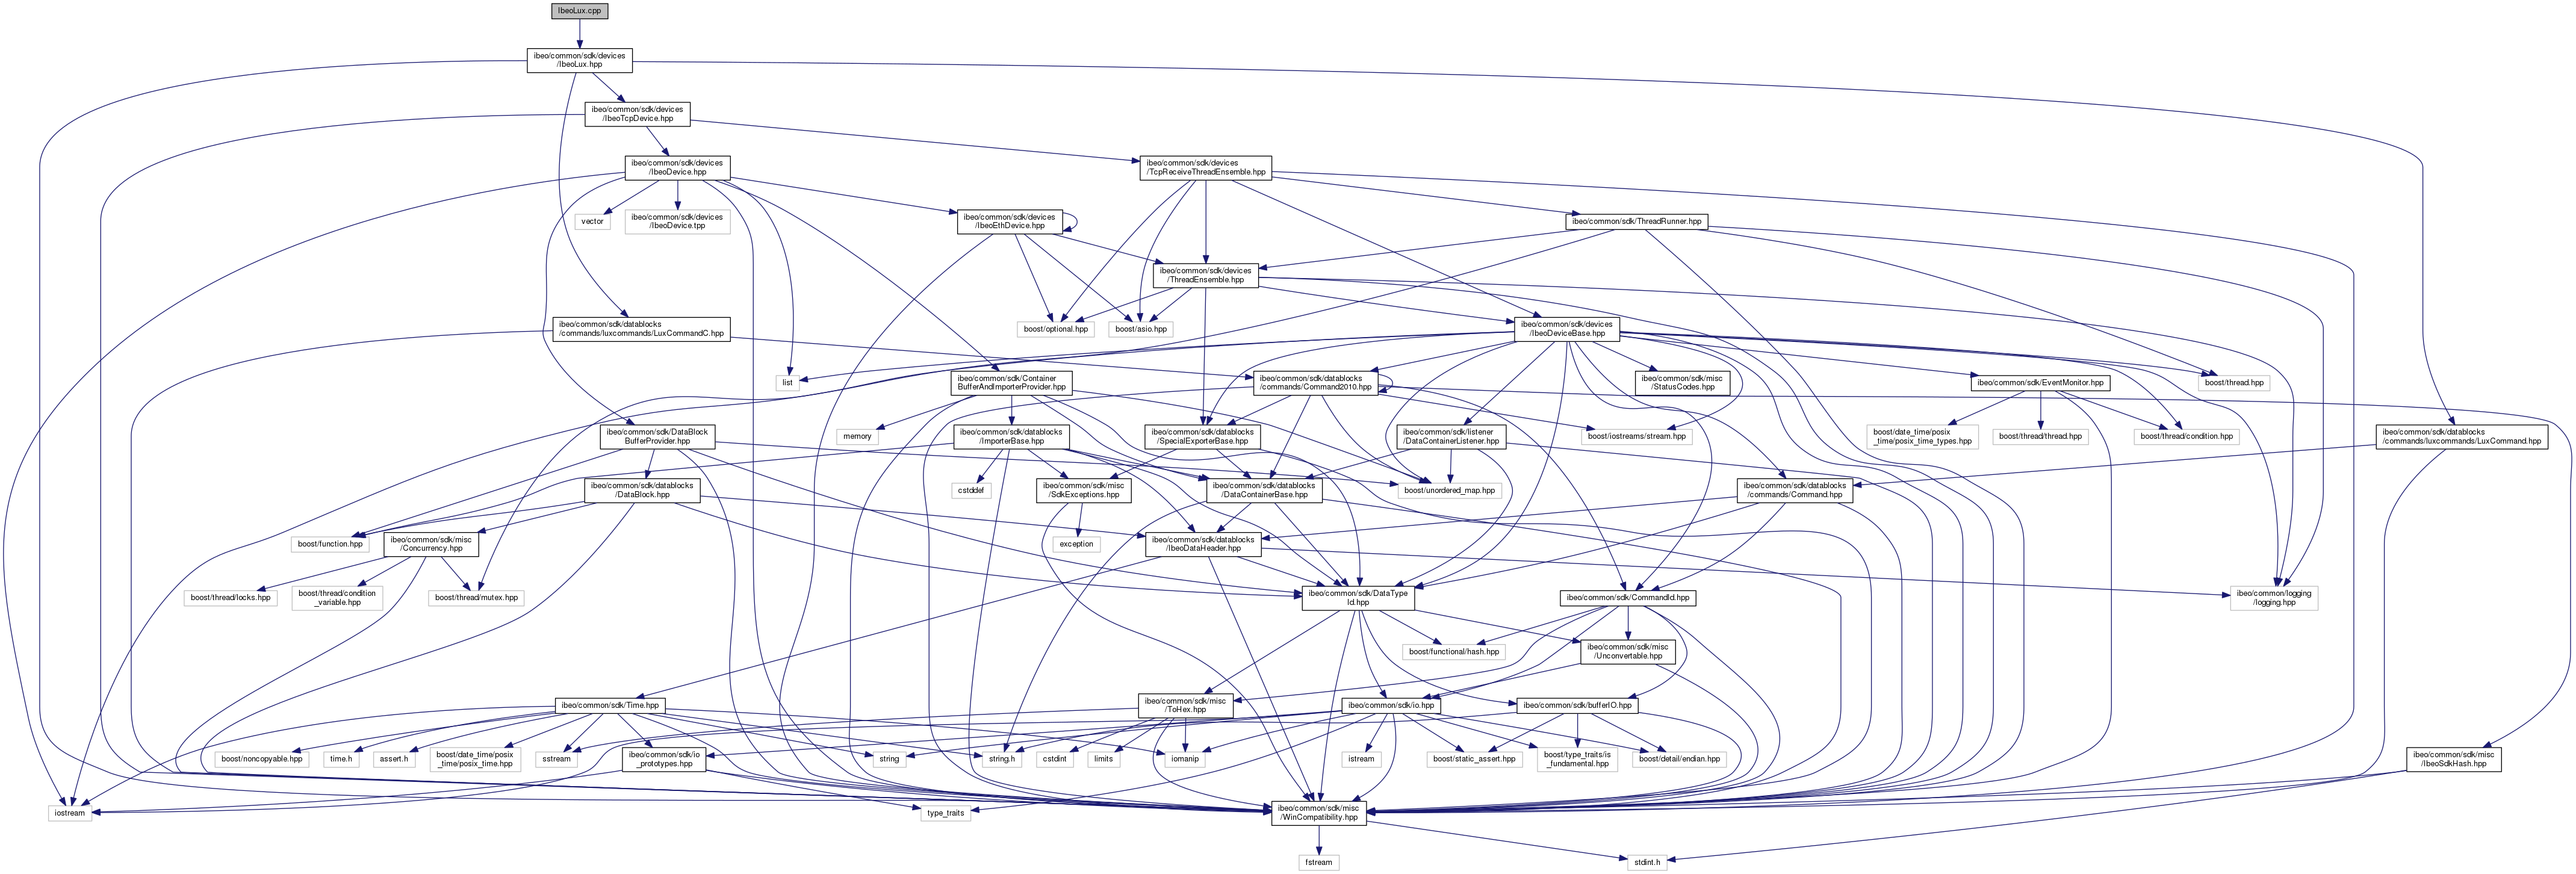 IbeoLux.cpp
ibeo/common/sdk/devices
/IbeoLux.hpp
ibeo/common/sdk/devices
/IbeoTcpDevice.hpp
ibeo/common/sdk/devices
/IbeoDevice.hpp
ibeo/common/sdk/devices
/TcpReceiveThreadEnsemble.hpp
vector
ibeo/common/sdk/devices
/IbeoDevice.tpp
ibeo/common/sdk/devices
/IbeoEthDevice.hpp
ibeo/common/sdk/ThreadRunner.hpp
ibeo/common/sdk/devices
/ThreadEnsemble.hpp
ibeo/common/sdk/datablocks
/commands/luxcommands/LuxCommandC.hpp
boost/optional.hpp
boost/asio.hpp
ibeo/common/sdk/devices
/IbeoDeviceBase.hpp
list
ibeo/common/sdk/Container
BufferAndImporterProvider.hpp
ibeo/common/sdk/datablocks
/commands/Command2010.hpp
ibeo/common/sdk/misc
/StatusCodes.hpp
ibeo/common/sdk/EventMonitor.hpp
boost/thread.hpp
ibeo/common/sdk/DataBlock
BufferProvider.hpp
memory
ibeo/common/sdk/datablocks
/ImporterBase.hpp
ibeo/common/sdk/datablocks
/SpecialExporterBase.hpp
ibeo/common/sdk/listener
/DataContainerListener.hpp
boost/iostreams/stream.hpp
boost/date_time/posix
_time/posix_time_types.hpp
boost/thread/thread.hpp
boost/thread/condition.hpp
ibeo/common/sdk/datablocks
/commands/luxcommands/LuxCommand.hpp
ibeo/common/sdk/datablocks
/DataBlock.hpp
cstddef
ibeo/common/sdk/misc
/SdkExceptions.hpp
ibeo/common/sdk/datablocks
/DataContainerBase.hpp
boost/unordered_map.hpp
ibeo/common/sdk/datablocks
/commands/Command.hpp
boost/function.hpp
ibeo/common/sdk/misc
/Concurrency.hpp
exception
ibeo/common/sdk/datablocks
/IbeoDataHeader.hpp
boost/thread/locks.hpp
boost/thread/condition
_variable.hpp
boost/thread/mutex.hpp
ibeo/common/sdk/DataType
Id.hpp
ibeo/common/sdk/CommandId.hpp
ibeo/common/logging
/logging.hpp
boost/functional/hash.hpp
ibeo/common/sdk/misc
/Unconvertable.hpp
ibeo/common/sdk/Time.hpp
ibeo/common/sdk/misc
/ToHex.hpp
ibeo/common/sdk/io.hpp
ibeo/common/sdk/bufferIO.hpp
boost/noncopyable.hpp
time.h
assert.h
boost/date_time/posix
_time/posix_time.hpp
sstream
ibeo/common/sdk/io
_prototypes.hpp
string
string.h
cstdint
limits
iomanip
istream
boost/static_assert.hpp
boost/type_traits/is
_fundamental.hpp
boost/detail/endian.hpp
ibeo/common/sdk/misc
/IbeoSdkHash.hpp
iostream
type_traits
ibeo/common/sdk/misc
/WinCompatibility.hpp
fstream
stdint.h